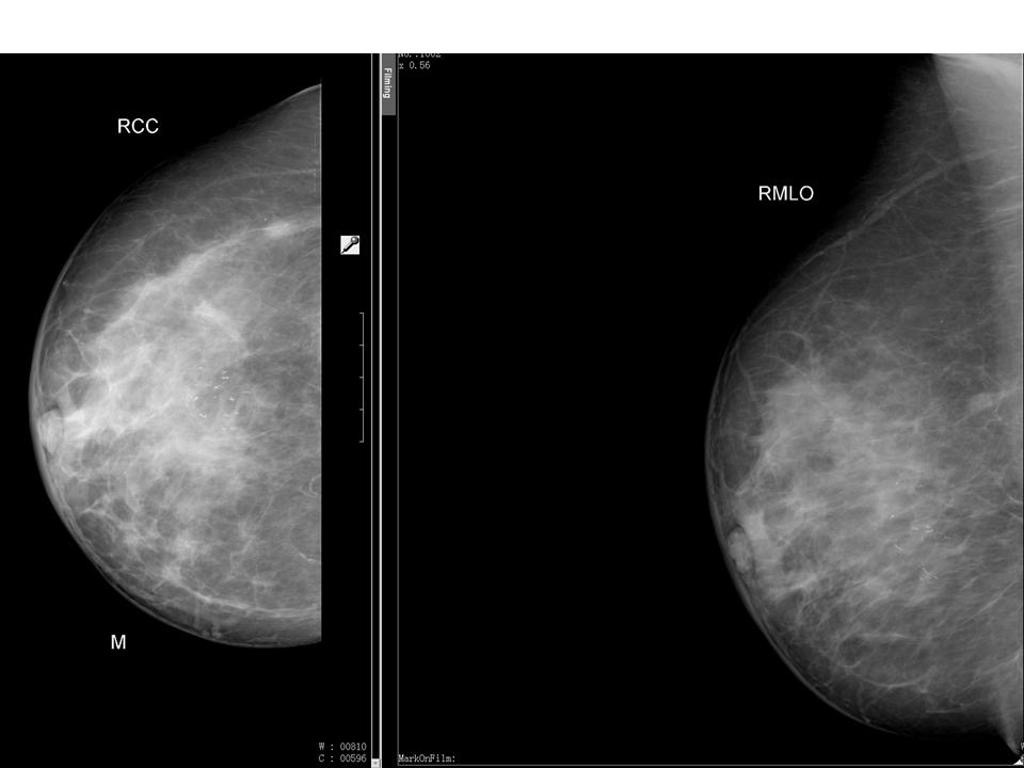 RCC
M
W : 00810
C : 00596
Filming
x 0.56
RMLO
MarkOnFilm: